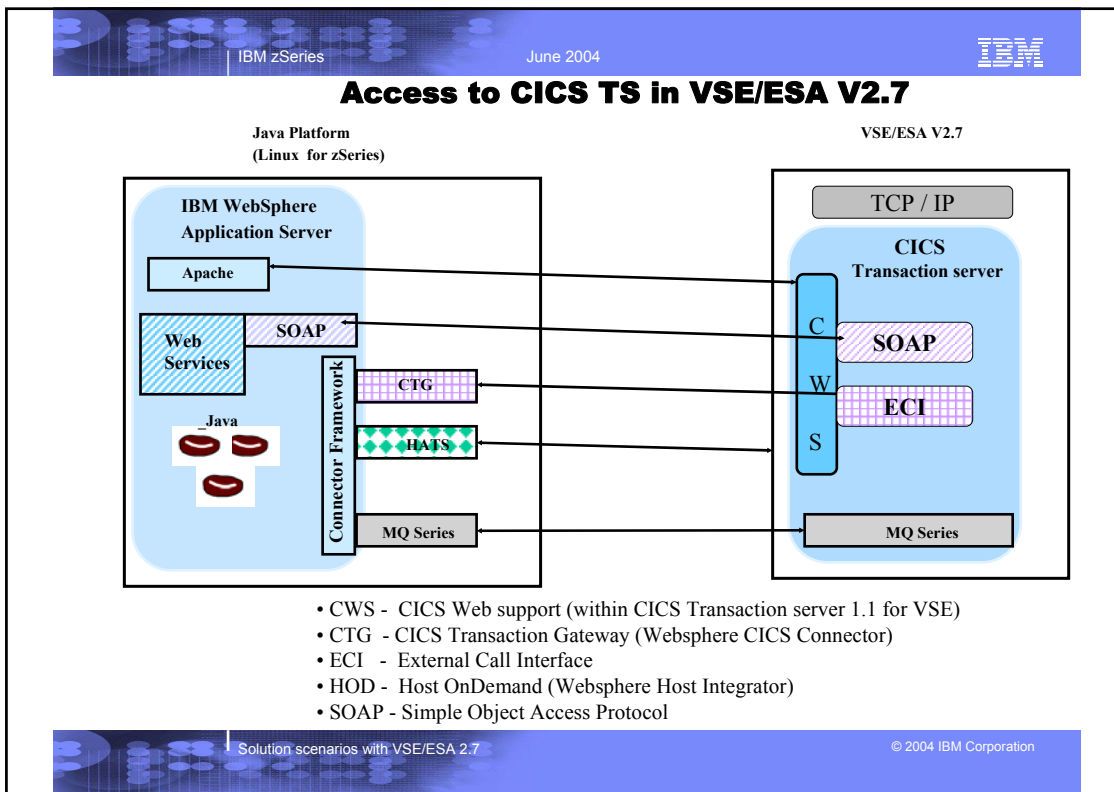 IBM zSeries
June 2004
IBM
Access to CICS TS in VSE/ESA V2.7
Java Platform
(Linux for zSeries)
VSE/ESA V2.7
IBM WebSphere
Application Server
Apache
Web
Services
SOAP
_Java
Connector Framework
CTG
HATS
MQ Series
TCP / IP
CICS
Transaction server
C
W
S
SOAP
ECI
MQ Series
• CWS - CICS Web support (within CICS Transaction server 1.1 for VSE)
• CTG - CICS Transaction Gateway (Websphere CICS Connector)
• ECI - External Call Interface
• HOD - Host OnDemand (Websphere Host Integrator)
• SOAP - Simple Object Access Protocol
Solution scenarios with VSE/ESA 2.7
© 2004 IBM Corporation